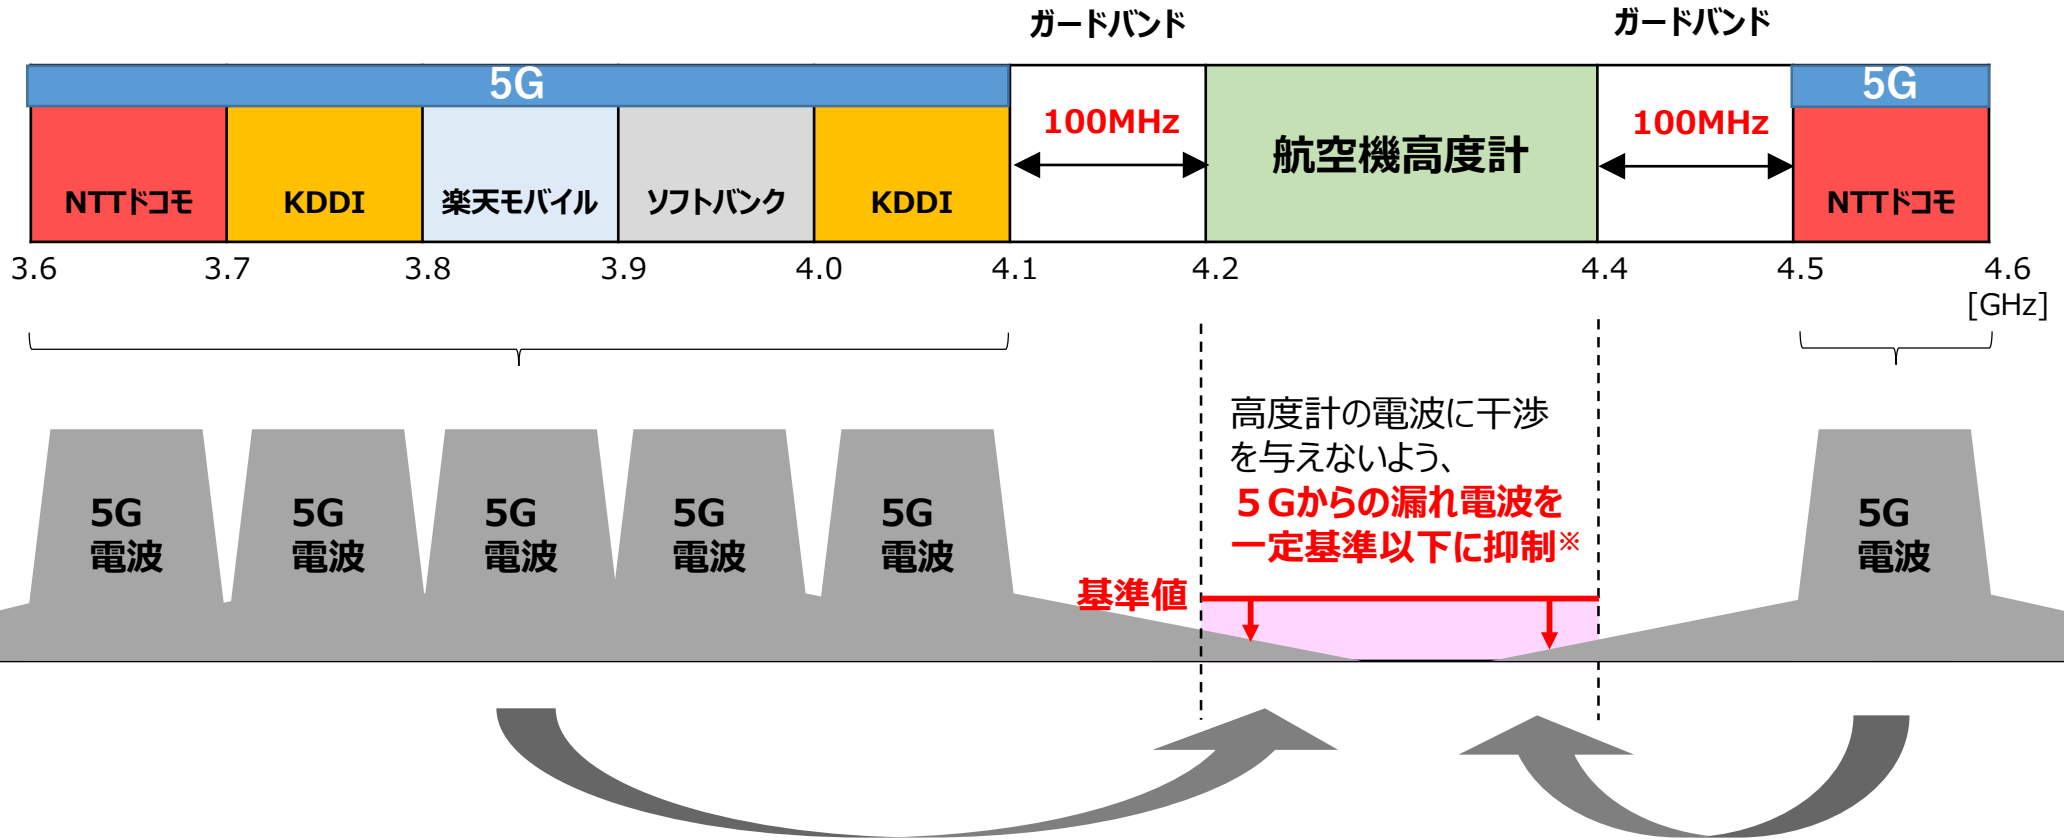 ガードバンド
ガードバンド
5G
5G
100MHz
航空機高度計
100MHz
NTTドコモ
KDDI
楽天モバイル
ソフトバンク
KDDI
NTTドコモ
3.6
3.7
3.8
3.9
4.0
4.1
4.2
4.4
4.5
4.6
[GHz]
高度計の電波に干渉
を与えないよう、
５Gからの漏れ電波を
一定基準以下に抑制※
5G
電波
5G
電波
5G
電波
5G
電波
5G
電波
5G
電波
基準値